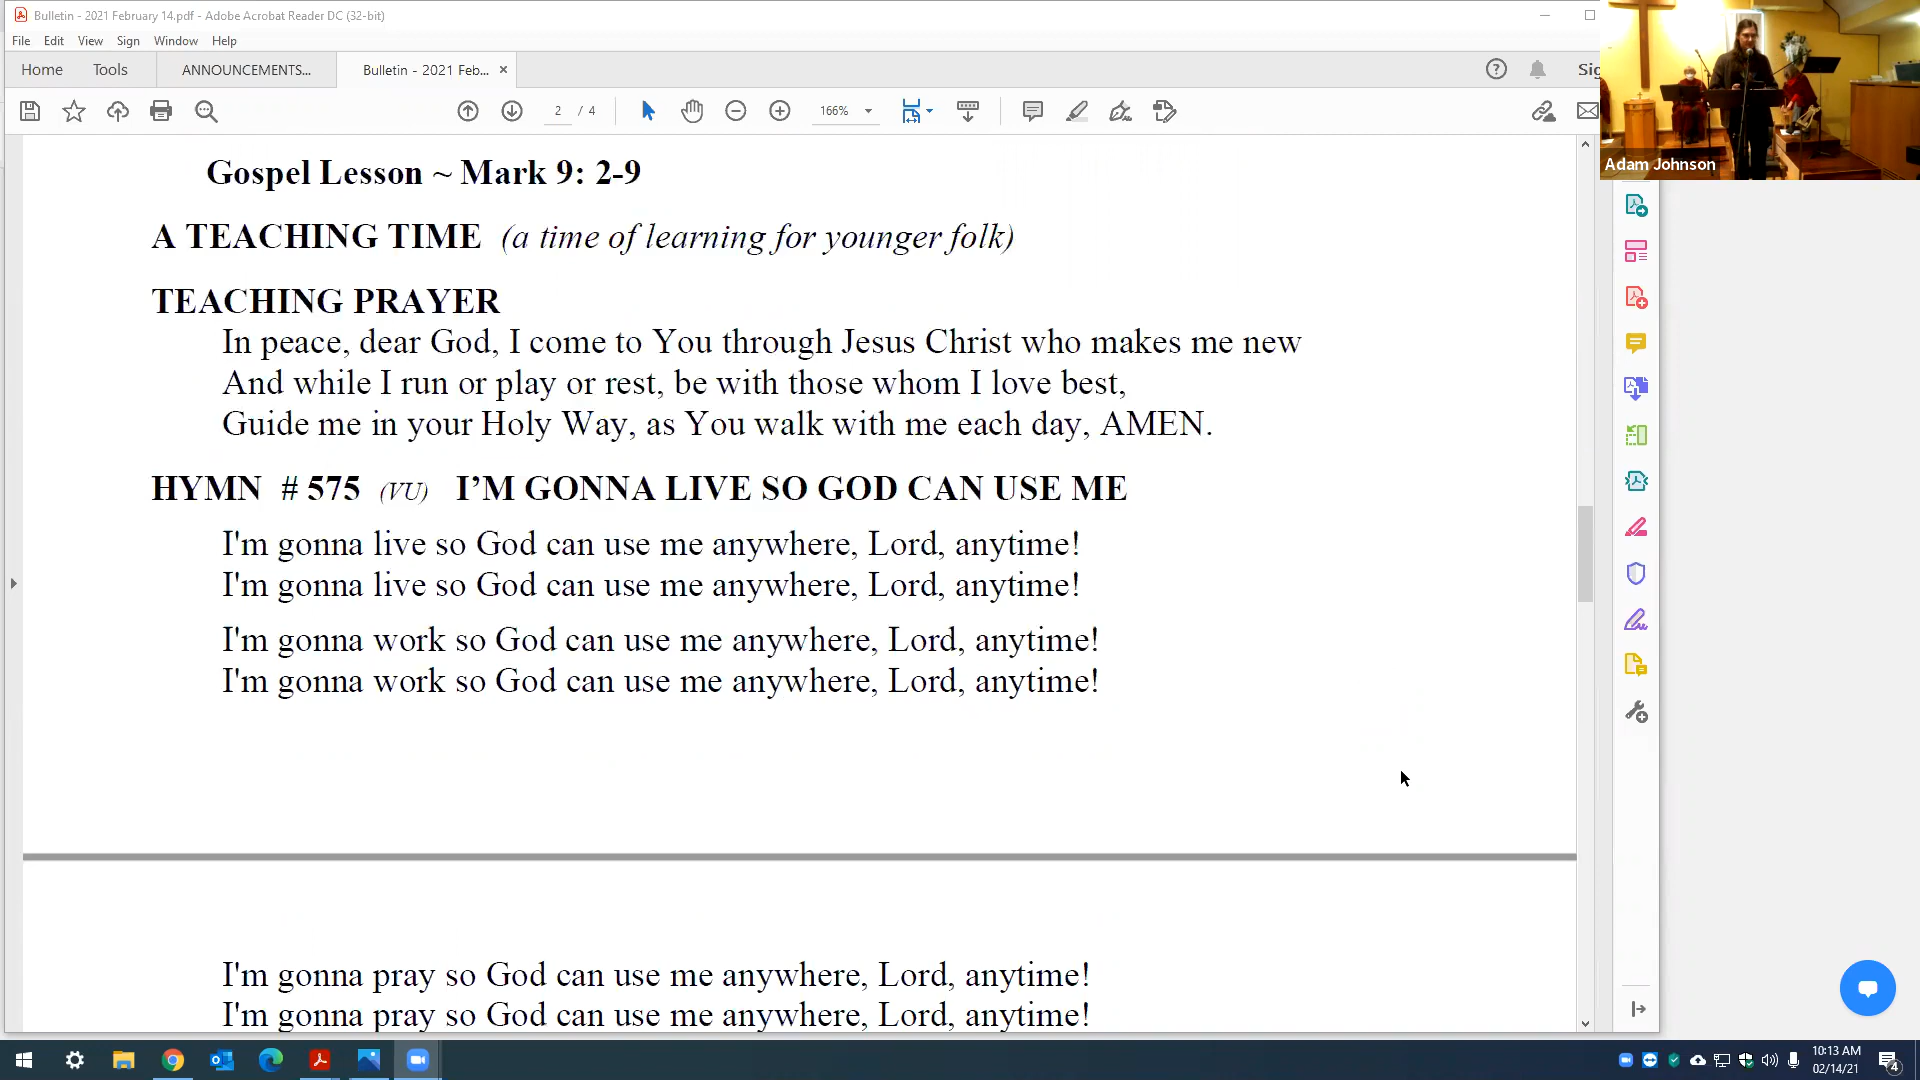 Bulletin - 2021 February 14.pdf - Adobe Acrobat Reader DC (32-bit)
File Edit View Sign Window Help
Home Tools ANNOUNCEMENTS... Bulletin - 2021 Feb... ×
2 / 4 166%
Adam Johnson
Gospel Lesson ~ Mark 9: 2-9
A TEACHING TIME (a time of learning for younger folk)
TEACHING PRAYER
In peace, dear God, I come to You through Jesus Christ who makes me new
And while I run or play or rest, be with those whom I love best,
Guide me in your Holy Way, as You walk with me each day, AMEN.
HYMN # 575 (VU) I’M GONNA LIVE SO GOD CAN USE ME
I'm gonna live so God can use me anywhere, Lord, anytime!
I'm gonna live so God can use me anywhere, Lord, anytime!
I'm gonna work so God can use me anywhere, Lord, anytime!
I'm gonna work so God can use me anywhere, Lord, anytime!
I'm gonna pray so God can use me anywhere, Lord, anytime!
I'm gonna pray so God can use me anywhere, Lord, anytime!
10:13 AM
02/14/21
4